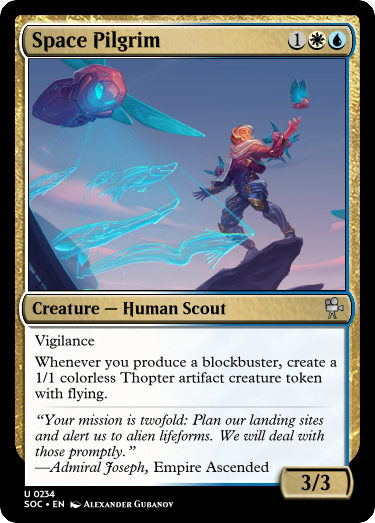 Space Pilgrim
1
Creature — Human Scout
Vigilance
Whenever you produce a blockbuster, create a
1/1 colorless Thopter artifact creature token
with flying.
“Your mission is twofold: Plan our landing sites
and alert us to alien lifeforms. We will deal with
those promptly.”
—Admiral Joseph, Empire Ascended
3/3
U 0234
SOC • EN Alexander Gubanov